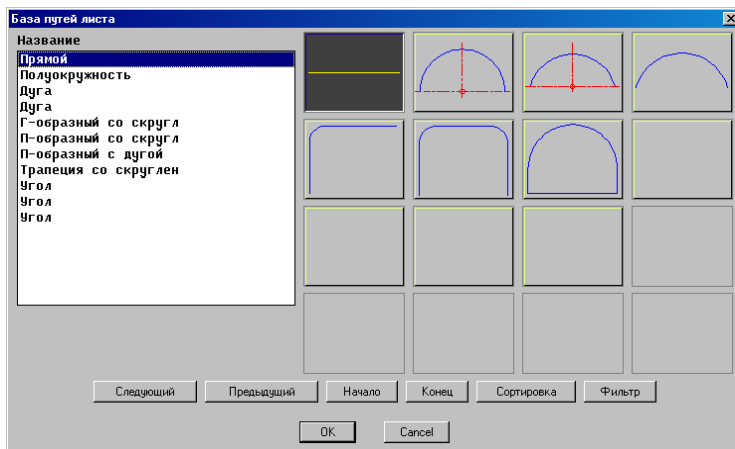 База путей листа
Название
Прямой
Полуокружность
Дуга
Дуга
Г-образный со скругл
П-образный со скругл
П-образный с дугой
Трапеция со скруглен
Угол
Угол
Угол
Следующий Предыдущий Начало Конец Сортировка Фильтр
OK Cancel